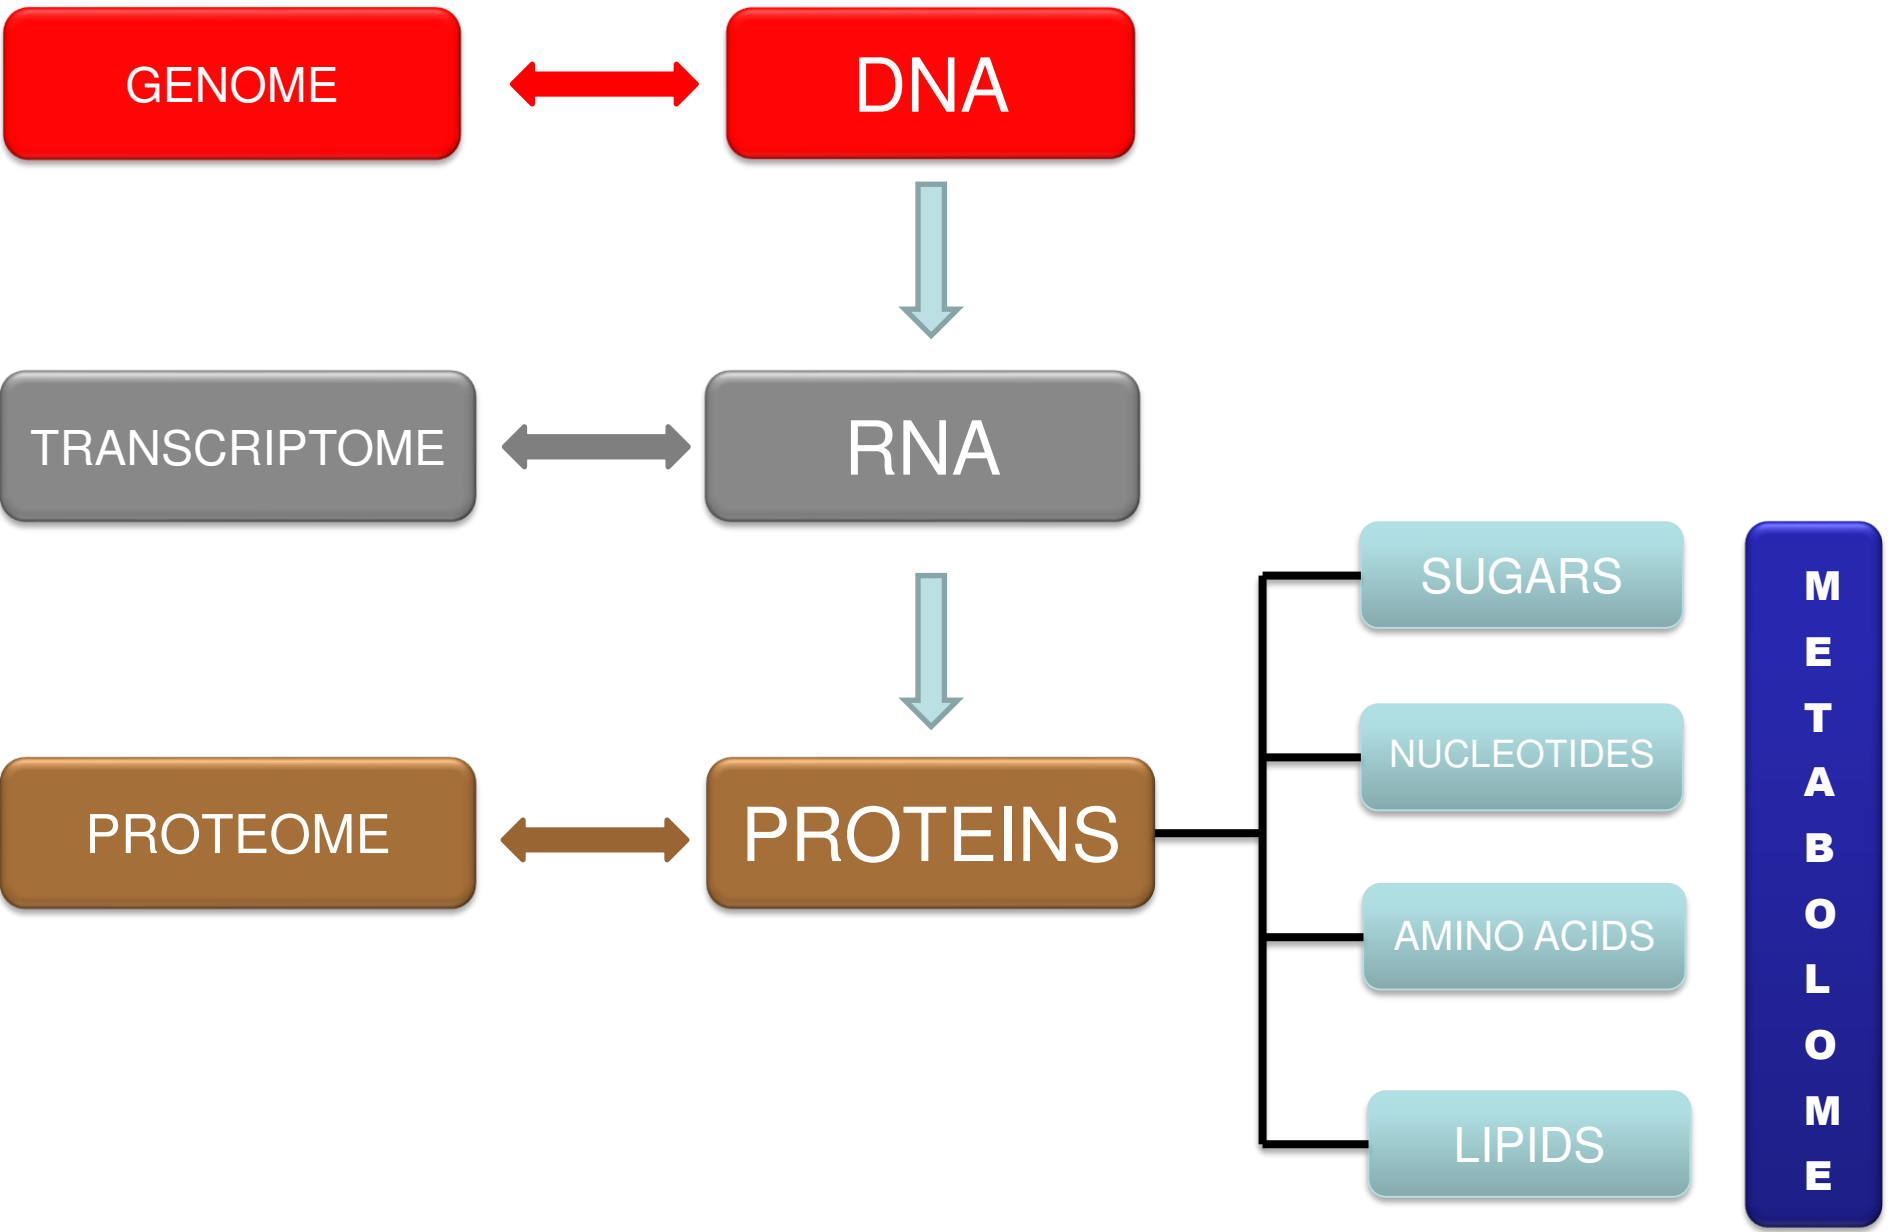 GENOME
DNA
TRANSCRIPTOME
RNA
PROTEOME
PROTEINS
SUGARS
NUCLEOTIDES
AMINO ACIDS
LIPIDS
M
E
T
A
B
O
L
O
M
E